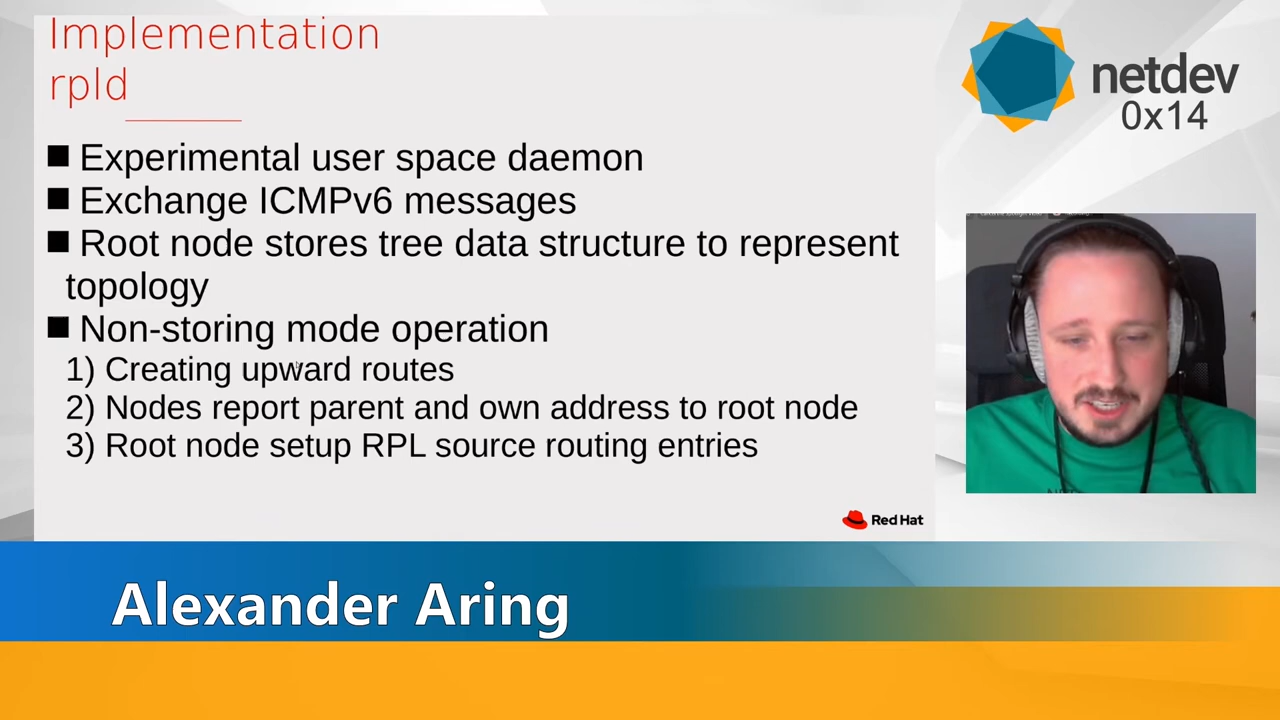 Implementation
rpld
Experimental user space daemon
Exchange ICMPv6 messages
Root node stores tree data structure to represent
topology
Non-storing mode operation
1) Creating upward routes
2) Nodes report parent and own address to root node
3) Root node setup RPL source routing entries
Red Hat
netdev
0x14
Alexander Aring